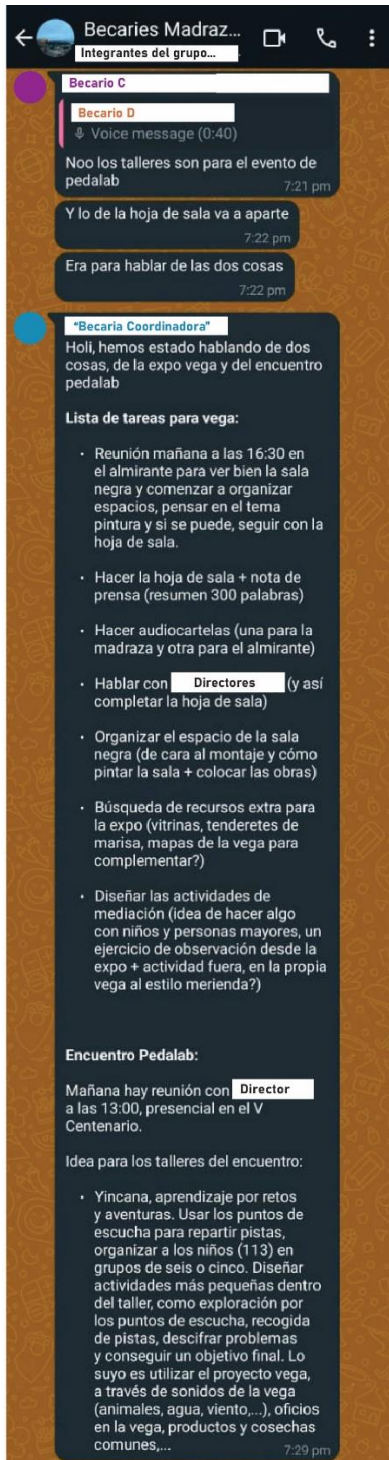 Becaries Madraz...
Integrantes del grupo...
Becario C
Becario D
Voice message (0:40)
Noo los talleres son para el evento de
pedalab
7:21 pm
Y lo de la hoja de sala va a aparte
7:22 pm
Era para hablar de las dos cosas
7:22 pm
"Becaria Coordinadora"
Holi, hemos estado hablando de dos
cosas, de la expo vega y del encuentro
pedalab
Lista de tareas para vega:
• Reunión mañana a las 16:30 en
el almirante para ver bien la sala
negra y comenzar a organizar
espacios, pensar en el tema
pintura y si se puede, seguir con la
hoja de sala.
• Hacer la hoja de sala + nota de
prensa (resumen 300 palabras)
• Hacer audiocartelas (una para la
madraza y otra para el almirante)
• Hablar con Directores (y así
completar la hoja de sala)
• Organizar el espacio de la sala
negra (de cara al montaje y cómo
pintar la sala + colocar las obras)
• Búsqueda de recursos extra para
la expo (vitrinas, tenderetes de
marisa, mapas de la vega para
complementar?)
• Diseñar las actividades de
mediación (idea de hacer algo
con niños y personas mayores, un
ejercicio de observación desde la
expo + actividad fuera, en la propia
vega al estilo merienda?)
Encuentro Pedalab:
Mañana hay reunión con Director
a las 13:00, presencial en el V
Centenario.
Idea para los talleres del encuentro:
• Yincana, aprendizaje por retos
y aventuras. Usar los puntos de
escucha para repartir pistas,
organizar a los niños (113) en
grupos de seis o cinco. Diseñar
actividades más pequeñas dentro
del taller, como exploración por
los puntos de escucha, recogida
de pistas, descifrar problemas
y conseguir un objetivo final. Lo
suyo es utilizar el proyecto vega,
a través de sonidos de la vega
(animales, agua, viento,...), oficios
en la vega, productos y cosechas
comunes,...
7:29 pm